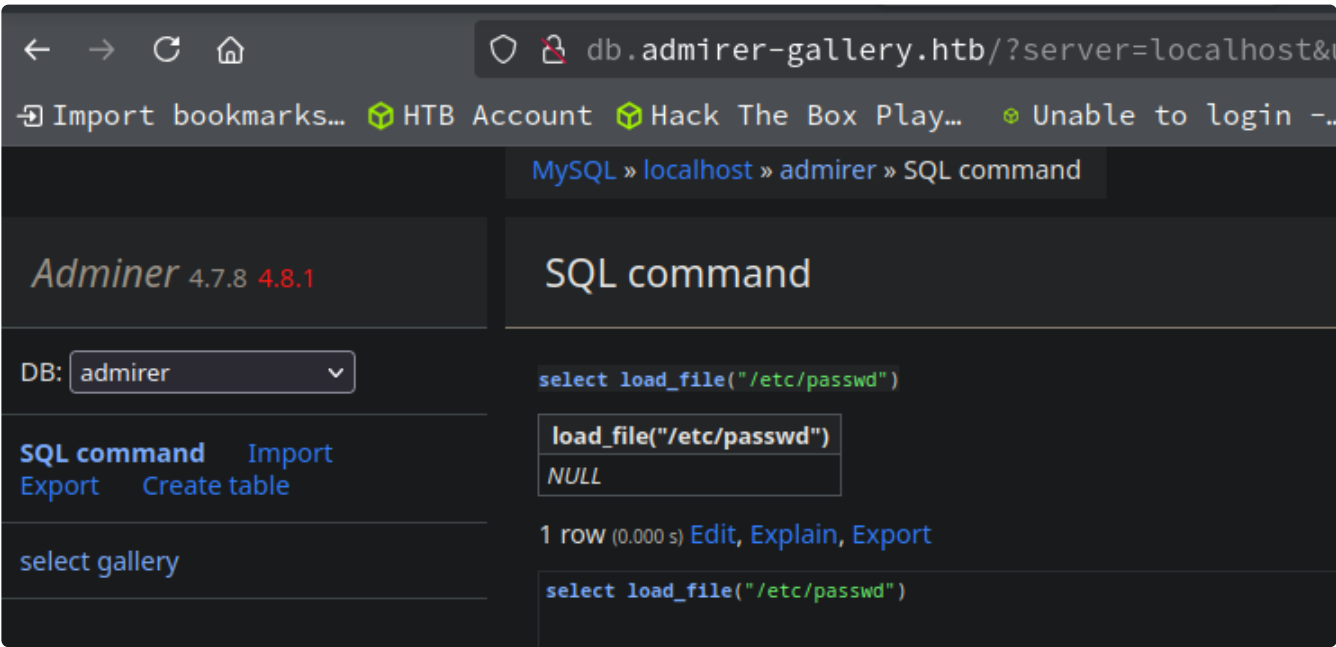 db.admirer-gallery.htb/?server=localhost&
Import bookmarks… HTB Account Hack The Box Play… Unable to login -…
MySQL » localhost » admirer » SQL command
Adminer 4.7.8 4.8.1
SQL command
DB: admirer
select load_file("/etc/passwd")
load_file("/etc/passwd")
NULL
SQL command Import
Export Create table
1 row (0.000 s) Edit, Explain, Export
select gallery
select load_file("/etc/passwd")